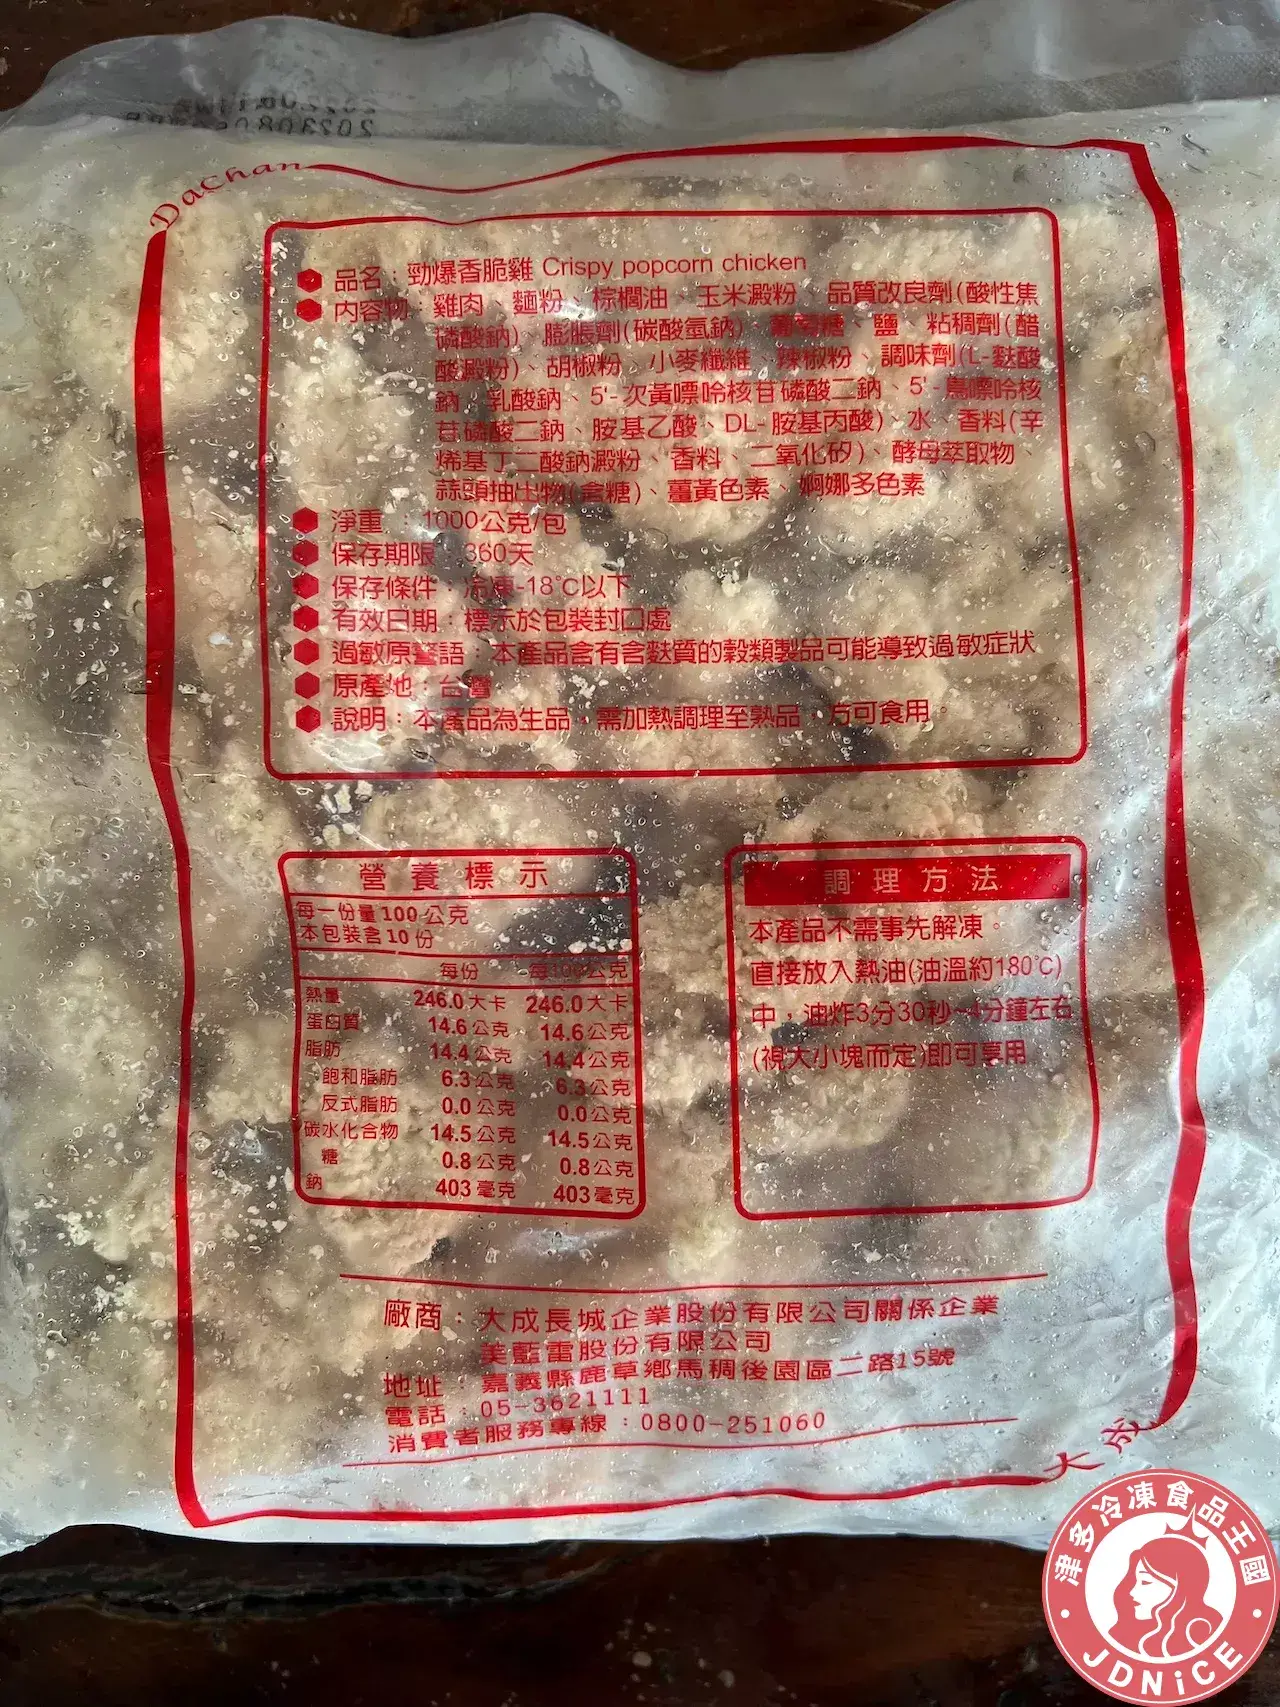 DaChan
品名：勁爆香脆雞 Crispy popcorn chicken
內容物：雞肉、麵粉、棕櫚油、玉米澱粉、品質改良劑(酸性焦
磷酸鈉)、膨脹劑(碳酸氫鈉)、葡萄糖、鹽、粘稠劑(醋
酸澱粉)、胡椒粉、小麥纖維、辣椒粉、調味劑(L-麩酸
鈉、乳酸鈉、5'-次黃嘌呤核苷磷酸二鈉、5'-鳥嘌呤核
苷磷酸二鈉、胺基乙酸、DL-胺基丙酸)、水、香料(辛
烯基丁二酸鈉澱粉、香料、二氧化矽)、酵母萃取物、
蒜頭抽出物(含糖)、薑黃色素、婀娜多色素
淨重：1000公克/包
保存期限：360天
保存條件：冷凍-18℃以下
有效日期：標示於包裝封口處
過敏原警語：本產品含有含麩質的穀類製品可能導致過敏症狀
原產地：台灣
說明：本產品為生品，需加熱調理至熟品，方可食用。
營養標示
每一份量100公克
本包裝含10份
每份 每100公克
熱量 246.0大卡 246.0大卡
蛋白質 14.6公克 14.6公克
脂肪 14.4公克 14.4公克
飽和脂肪 6.3公克 6.3公克
反式脂肪 0.0公克 0.0公克
碳水化合物 14.5公克 14.5公克
糖 0.8公克 0.8公克
鈉 403毫克 403毫克
調理方法
本產品不需事先解凍。
直接放入熱油(油溫約180℃)
中，油炸3分30秒~4分鐘左右
(視大小塊而定)即可享用
廠商：大成長城企業股份有限公司關係企業
美藍雷股份有限公司
地址：嘉義縣鹿草鄉馬稠後園區二路15號
電話：05-3621111
消費者服務專線：0800-251060
大成
津多冷凍食品王國
JDNiCE